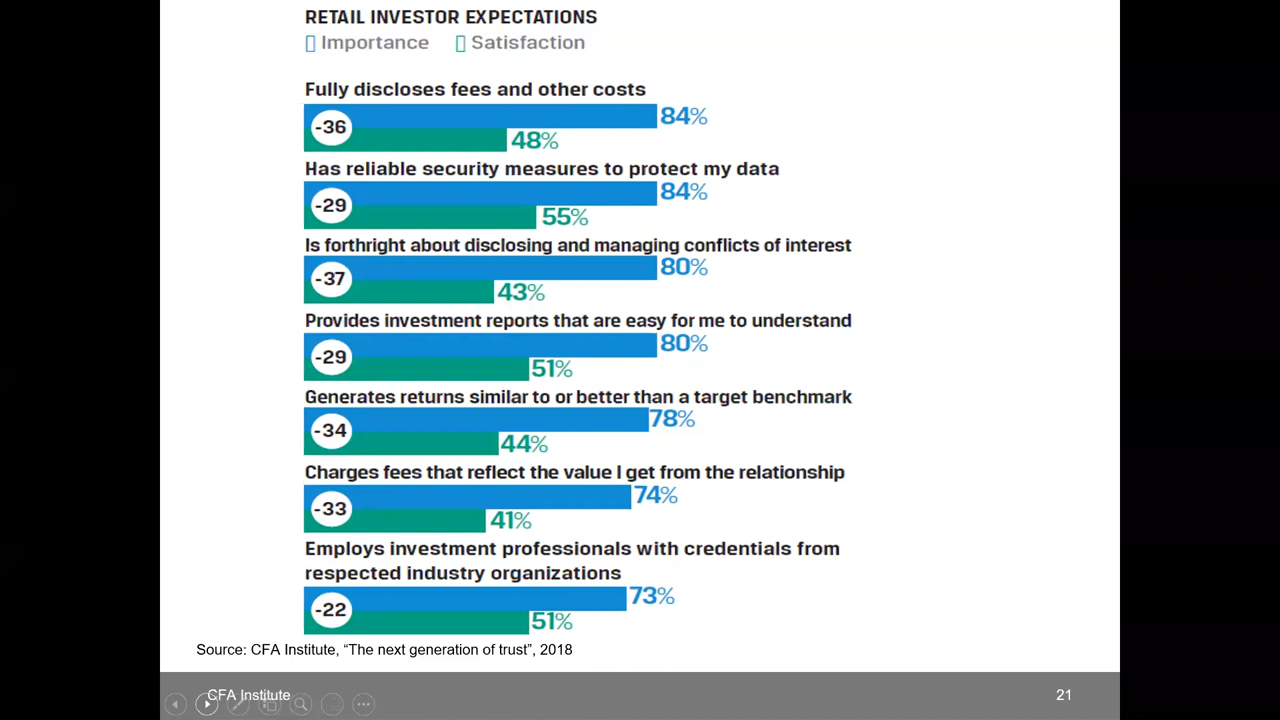 RETAIL INVESTOR EXPECTATIONS
Importance Satisfaction
Fully discloses fees and other costs
-36
84%
48%
Has reliable security measures to protect my data
-29
84%
55%
Is forthright about disclosing and managing conflicts of interest
-37
80%
43%
Provides investment reports that are easy for me to understand
-29
80%
51%
Generates returns similar to or better than a target benchmark
-34
78%
44%
Charges fees that reflect the value I get from the relationship
-33
74%
41%
Employs investment professionals with credentials from
respected industry organizations
-22
73%
51%
Source: CFA Institute, “The next generation of trust”, 2018
CFA Institute
21